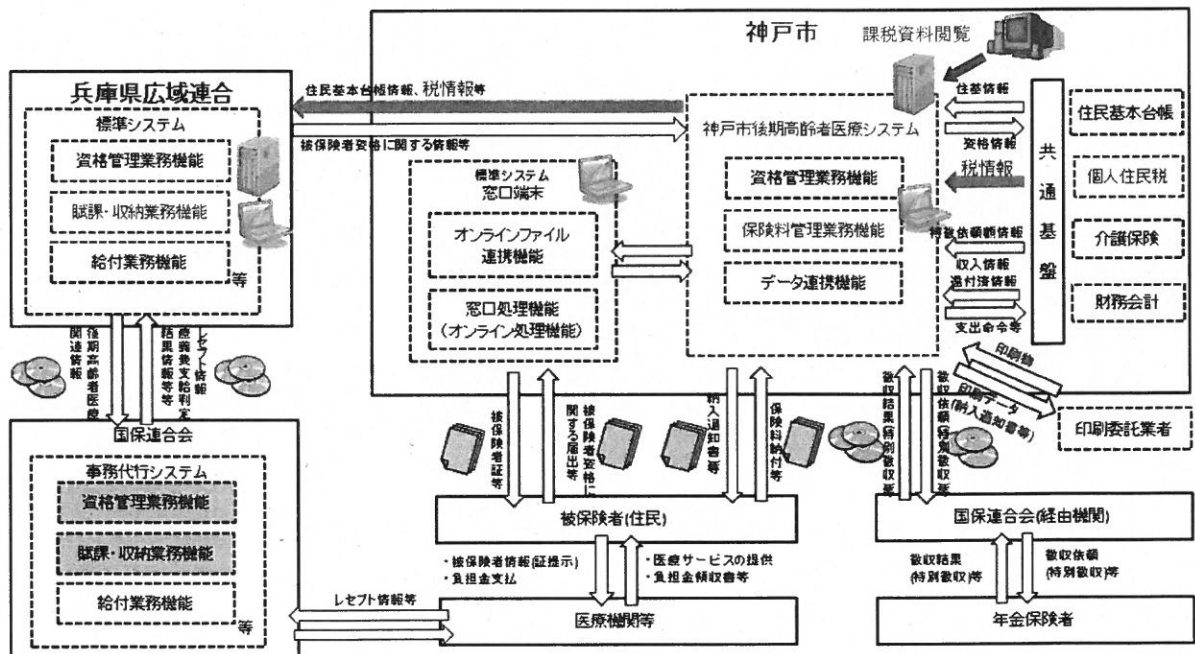 神戸市
課税資料閲覧
兵庫県広域連合
標準システム
資格管理業務機能
賦課・収納業務機能
給付業務機能
等
住民基本台帳情報、税情報等
被保険者資格に関する情報等
標準システム
窓口端末
オンラインファイル
連携機能
窓口処理機能
(オンライン処理機能)
神戸市後期高齢者医療システム
資格管理業務機能
保険料管理業務機能
データ連携機能
住基情報
資格情報
税情報
特徴依頼額情報
収入情報
還付済情報
支出命令等
共通基盤
住民基本台帳
個人住民税
介護保険
財務会計
印刷物
印刷データ
(納入通知書等)
印刷委託業者
後期高齢者医療
関連情報
レセプト情報
療養費支給判定
結果情報等
国保連合会
事務代行システム
資格管理業務機能
賦課・収納業務機能
給付業務機能
等
被保険者証等
被保険者資格に
関する届出等
納入通知書等
保険料納付等
徴収結果(特別徴収)等
徴収依頼(特別徴収)等
被保険者(住民)
・被保険者情報(証提示)
・負担金支払
・医療サービスの提供
・負担金領収書等
レセプト情報等
医療機関等
国保連合会(経由機関)
徴収結果
(特別徴収)等
徴収依頼
(特別徴収)等
年金保険者